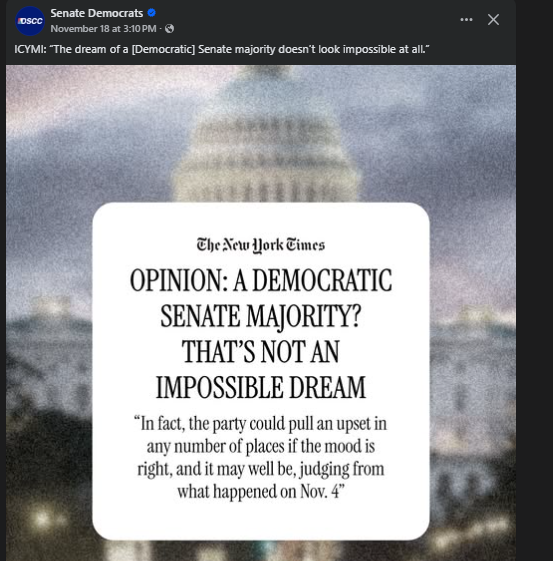 DSCC
Senate Democrats
November 18 at 3:10 PM ·
ICYMI: “The dream of a [Democratic] Senate majority doesn't look impossible at all.”
The New York Times
OPINION: A DEMOCRATIC
SENATE MAJORITY?
THAT’S NOT AN
IMPOSSIBLE DREAM
“In fact, the party could pull an upset in
any number of places if the mood is
right, and it may well be, judging from
what happened on Nov. 4”